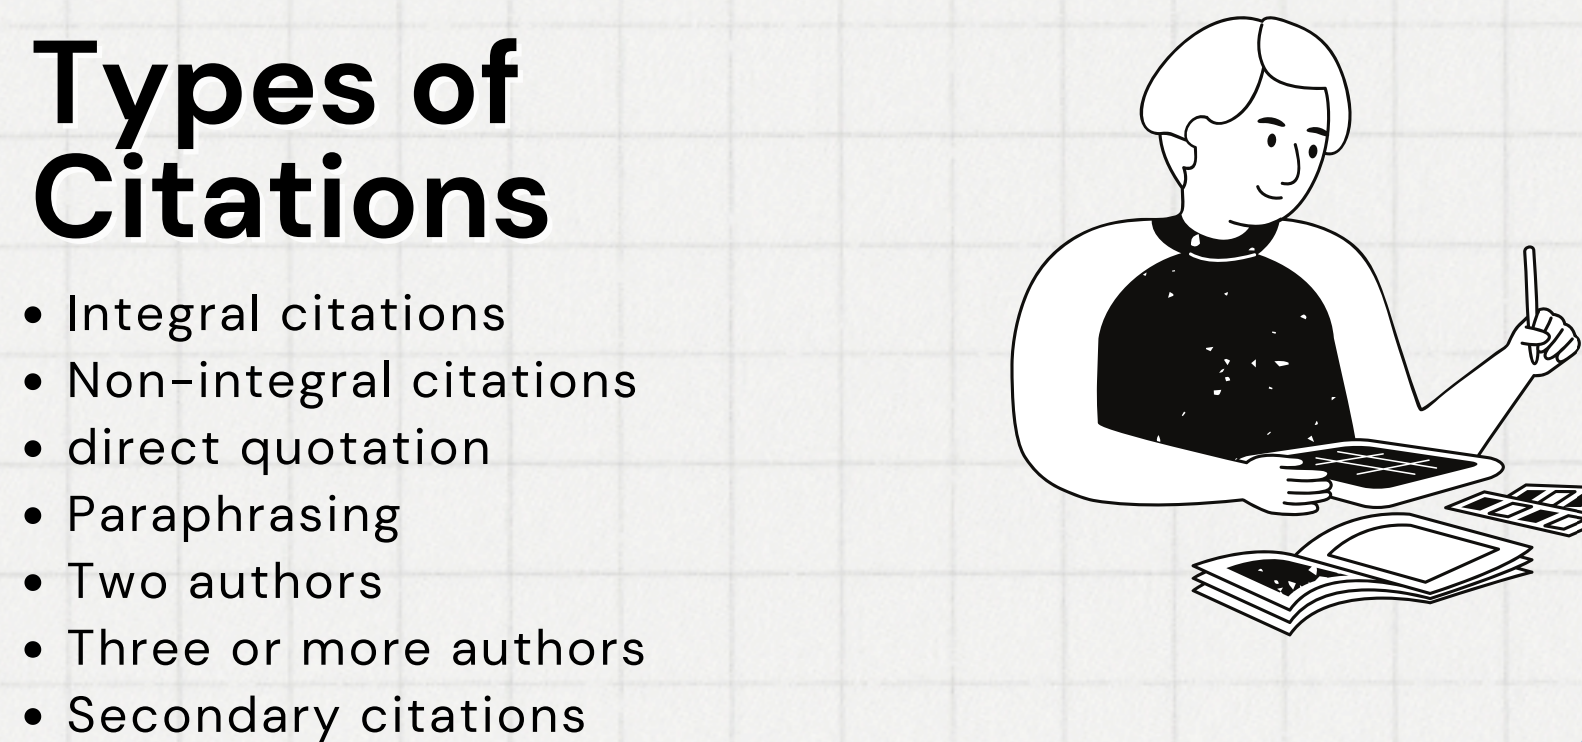 Types of
Citations
Integral citations
Non-integral citations
direct quotation
Paraphrasing
Two authors
Three or more authors
Secondary citations